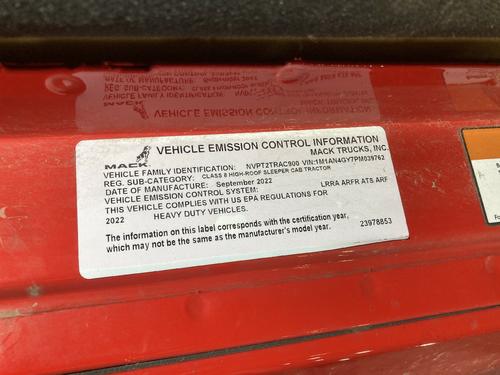 VEHICLE EMISSION CONTROL INFORMATION
MACK MACK TRUCKS, INC.
VEHICLE FAMILY IDENTIFICATION: NVPT2TRAC900 VIN:1M1AN4GY7PM039762
REG. SUB-CATEGORY: CLASS 8 HIGH-ROOF SLEEPER CAB TRACTOR
DATE OF MANUFACTURE: September 2022
VEHICLE EMISSION CONTROL SYSTEM: LRRA ARFR ATS ARF
THIS VEHICLE COMPLIES WITH US EPA REGULATIONS FOR
2022 HEAVY DUTY VEHICLES.
The information on this label corresponds with the certification year,
which may not be the same as the manufacturer's model year. 23978853